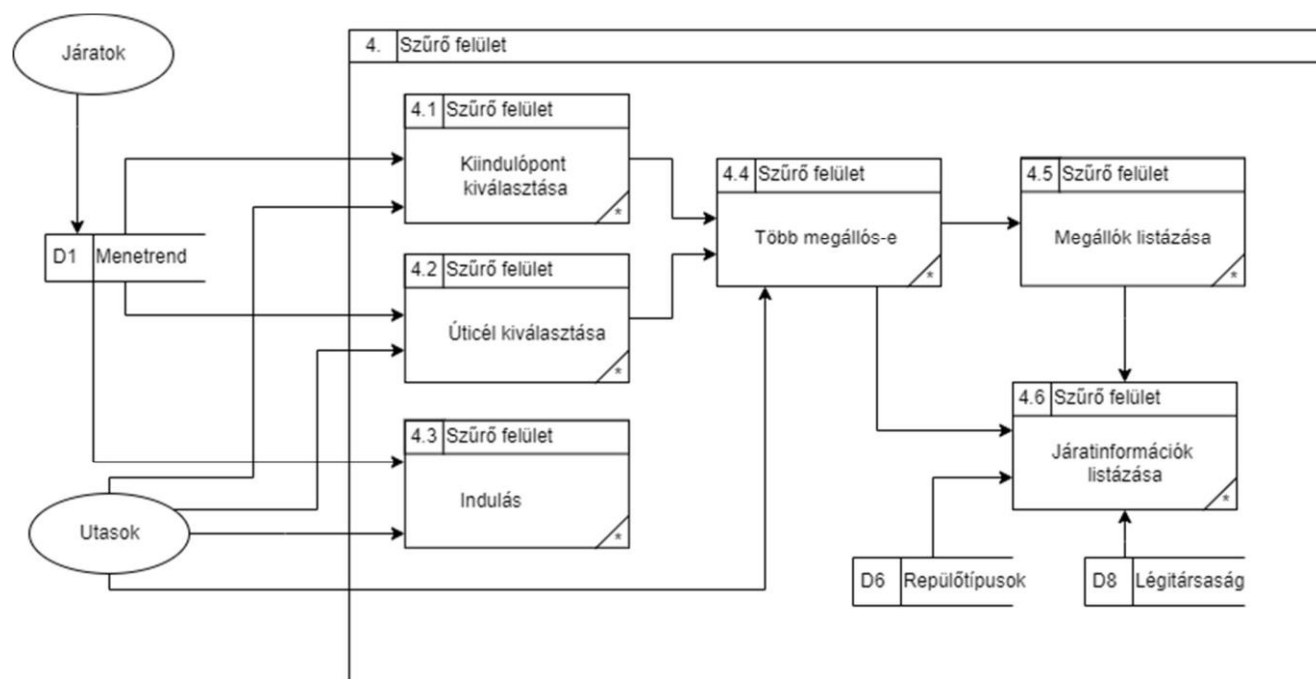 Járatok
4. Szűrő felület
4.1 Szűrő felület
Kiindulópont
kiválasztása
*
4.4 Szűrő felület
Több megállós-e
*
4.5 Szűrő felület
Megállók listázása
*
D1 Menetrend
4.2 Szűrő felület
Úticél kiválasztása
*
4.3 Szűrő felület
Indulás
*
4.6 Szűrő felület
Járatinformációk
listázása
*
Utasok
D6 Repülőtípusok
D8 Légitársaság